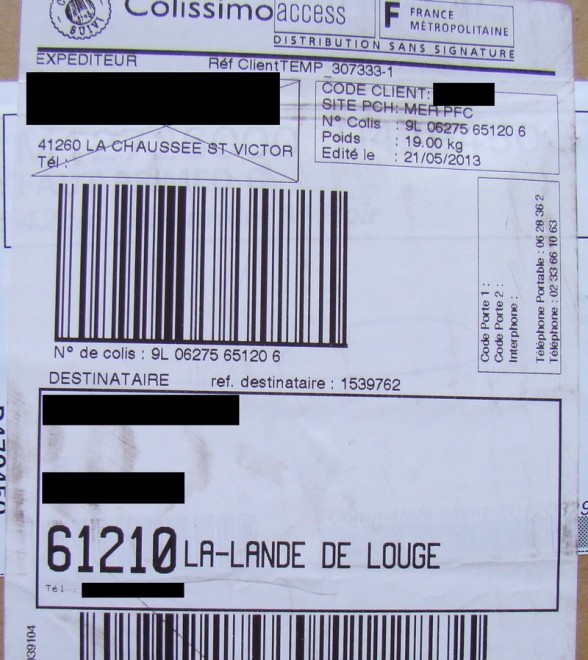 SUIVI
Colissimo access
F FRANCE
MÉTROPOLITAINE
DISTRIBUTION SANS SIGNATURE
EXPEDITEUR
Réf ClientTEMP_307333-1
41260 LA CHAUSSEE ST VICTOR
Tél :
CODE CLIENT:
SITE PCH: MER PFC
N° Colis : 9L 06275 65120 6
Poids : 19.00 kg
Edité le : 21/05/2013
Code Porte 1 :
Code Porte 2 :
Interphone :
Téléphone Portable : 06 28 36 2
Téléphone : 02 33 66 10 63
N° de colis : 9L 06275 65120 6
DESTINATAIRE ref. destinataire : 1539762
61210 LA-LANDE DE LOUGE
Tél
39104